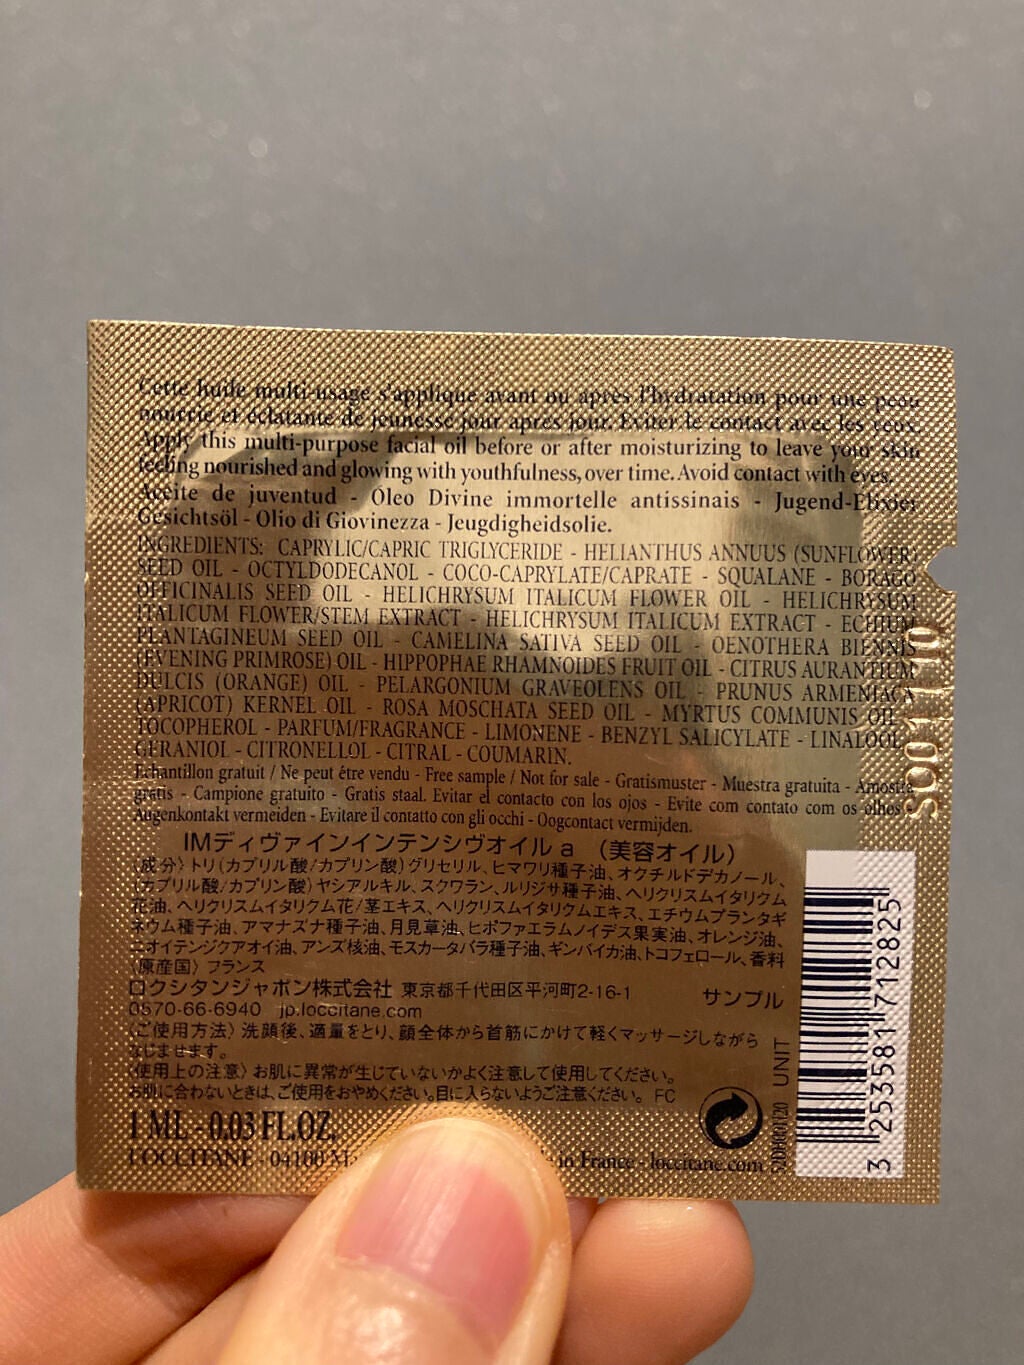 Cette huile multi-usage s'applique avant ou après l'hydratation pour une peau
nourrie et éclatante de jeunesse jour après jour. Eviter le contact avec les yeux.
Apply this multi-purpose facial oil before or after moisturizing to leave your skin
feeling nourished and glowing with youthfulness, over time. Avoid contact with eyes.
Aceite de juventud - Óleo Divine immortelle antissinais - Jugend-Elixier
Gesichtsöl - Olio di Giovinezza - Jeugdigheidsolie.
INGREDIENTS: CAPRYLIC/CAPRIC TRIGLYCERIDE - HELIANTHUS ANNUUS (SUNFLOWER)
SEED OIL - OCTYLDODECANOL - COCO-CAPRYLATE/CAPRATE - SQUALANE - BORAGO
OFFICINALIS SEED OIL - HELICHRYSUM ITALICUM FLOWER OIL - HELICHRYSUM
ITALICUM FLOWER/STEM EXTRACT - HELICHRYSUM ITALICUM EXTRACT - ECHIUM
PLANTAGINEUM SEED OIL - CAMELINA SATIVA SEED OIL - OENOTHERA BIENNIS
(EVENING PRIMROSE) OIL - HIPPOPHAE RHAMNOIDES FRUIT OIL - CITRUS AURANTIUM
DULCIS (ORANGE) OIL - PELARGONIUM GRAVEOLENS OIL - PRUNUS ARMENIACA
(APRICOT) KERNEL OIL - ROSA MOSCHATA SEED OIL - MYRTUS COMMUNIS OIL -
TOCOPHEROL - PARFUM/FRAGRANCE - LIMONENE - BENZYL SALICYLATE - LINALOOL -
GERANIOL - CITRONELLOL - CITRAL - COUMARIN.
Echantillon gratuit / Ne peut être vendu - Free sample / Not for sale - Gratismuster - Muestra gratuita - Amostra
grátis - Campione gratuito - Gratis staal. Evitar el contacto con los ojos - Evite com contato com os olhos
Augenkontakt vermeiden - Evitare il contatto con gli occhi - Oogcontact vermijden.
IMディヴァインインテンシヴオイル a (美容オイル)
〈成分〉トリ(カプリル酸/カプリン酸)グリセリル、ヒマワリ種子油、オクチルドデカノール、
(カプリル酸/カプリン酸)ヤシアルキル、スクワラン、ルリジサ種子油、ヘリクリスムイタリクム
花油、ヘリクリスムイタリクム花/茎エキス、ヘリクリスムイタリクムエキス、エチウムプランタギ
ネウム種子油、アマナズナ種子油、月見草油、ヒポファエラムノイデス果実油、オレンジ油、
ニオイテンジクアオイ油、アンズ核油、モスカータバラ種子油、ギンバイカ油、トコフェロール、香料
〈原産国〉フランス
ロクシタンジャポン株式会社 東京都千代田区平河町2-16-1 サンプル
0570-66-6940 jp.loccitane.com
〈ご使用方法〉洗顔後、適量をとり、顔全体から首筋にかけて軽くマッサージしながら
なじませます。
〈使用上の注意〉お肌に異常が生じていないかよく注意して使用してください。
お肌に合わないときは、ご使用をおやめください。目に入らないようご注意ください。 FC
1 ML - 0.03 FL.OZ.
L'OCCITANE - 04100 in France - loccitane.com
UNIT
3 253581 712825